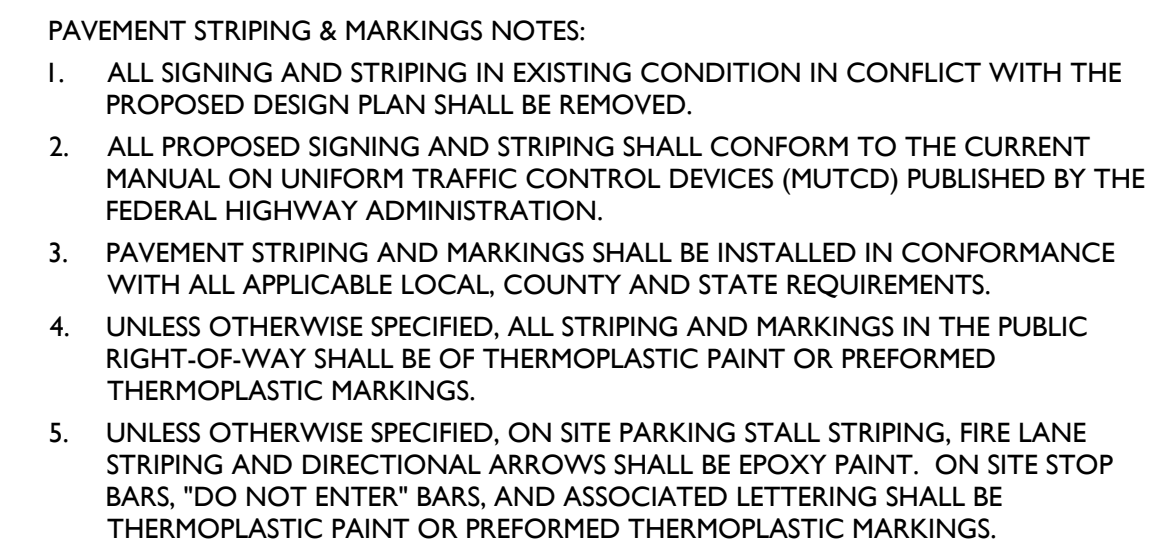 PAVEMENT STRIPING & MARKINGS NOTES:
1. ALL SIGNING AND STRIPING IN EXISTING CONDITION IN CONFLICT WITH THE
PROPOSED DESIGN PLAN SHALL BE REMOVED.
2. ALL PROPOSED SIGNING AND STRIPING SHALL CONFORM TO THE CURRENT
MANUAL ON UNIFORM TRAFFIC CONTROL DEVICES (MUTCD) PUBLISHED BY THE
FEDERAL HIGHWAY ADMINISTRATION.
3. PAVEMENT STRIPING AND MARKINGS SHALL BE INSTALLED IN CONFORMANCE
WITH ALL APPLICABLE LOCAL, COUNTY AND STATE REQUIREMENTS.
4. UNLESS OTHERWISE SPECIFIED, ALL STRIPING AND MARKINGS IN THE PUBLIC
RIGHT-OF-WAY SHALL BE OF THERMOPLASTIC PAINT OR PREFORMED
THERMOPLASTIC MARKINGS.
5. UNLESS OTHERWISE SPECIFIED, ON SITE PARKING STALL STRIPING, FIRE LANE
STRIPING AND DIRECTIONAL ARROWS SHALL BE EPOXY PAINT. ON SITE STOP
BARS, "DO NOT ENTER" BARS, AND ASSOCIATED LETTERING SHALL BE
THERMOPLASTIC PAINT OR PREFORMED THERMOPLASTIC MARKINGS.